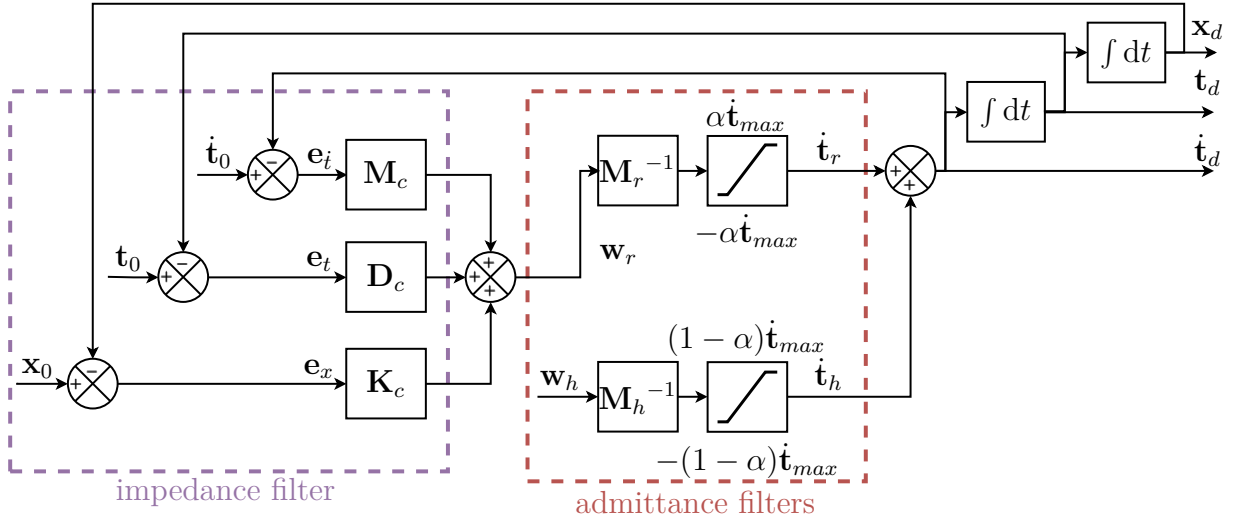 𝐱_d
∫ dt
𝐭_d
∫ dt
α𝐭̇_max
𝐭̇_0
−
+
𝐞_𝐭̇
𝐌_c
𝐌_r⁻¹
𝐭̇_r
+
+
𝐭̇_d
−α𝐭̇_max
𝐭_0
−
+
𝐞_t
𝐃_c
+
+
+
𝐰_r
𝐱_0
−
+
𝐞_x
𝐊_c
(1 − α)𝐭̇_max
𝐰_h
𝐌_h⁻¹
𝐭̇_h
−(1 − α)𝐭̇_max
impedance filter
admittance filters